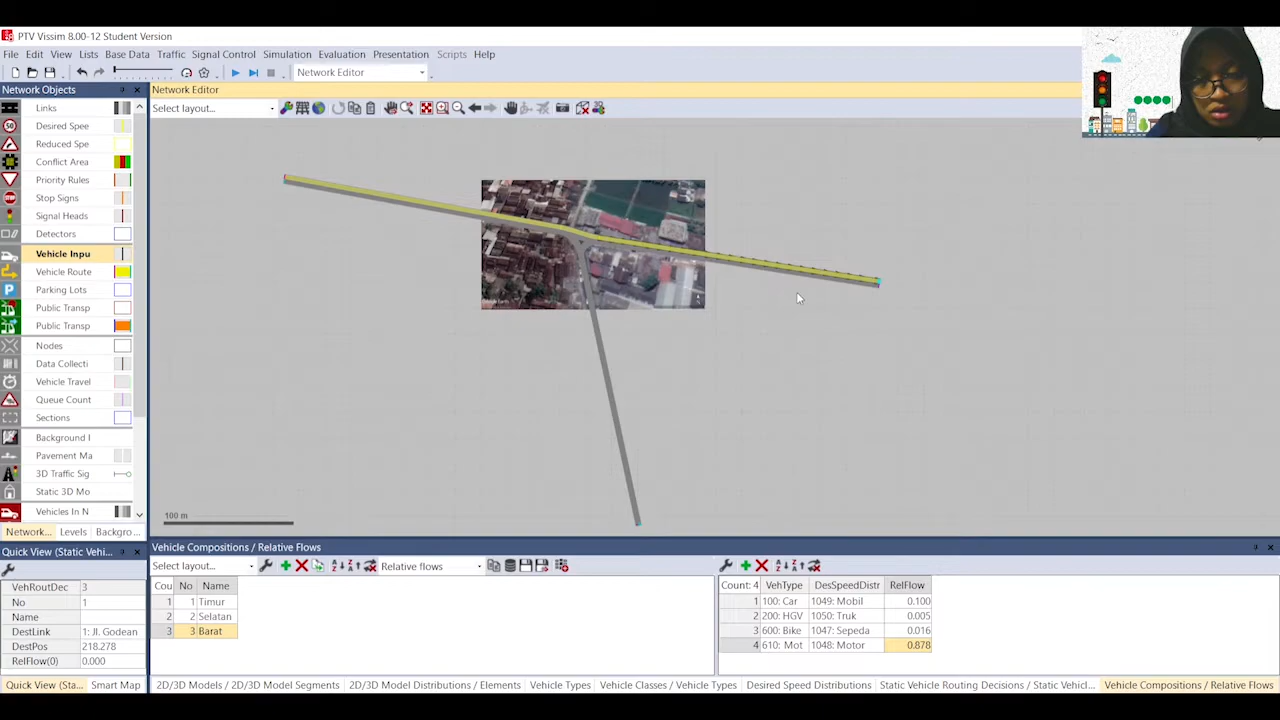 PTV Vissim 8.00-12 Student Version
File Edit View Lists Base Data Traffic Signal Control Simulation Evaluation Presentation Scripts Help
Network Editor
Network Objects
Network Editor
Select layout...
Links
Desired Spee
Reduced Spe
Conflict Area
Priority Rules
Stop Signs
Signal Heads
Detectors
Vehicle Inpu
Vehicle Route
Parking Lots
Public Transp
Public Transp
Nodes
Data Collecti
Vehicle Travel
Queue Count
Sections
Background I
Pavement Ma
3D Traffic Sig
Static 3D Mo
Vehicles In N
100 m
Network... Levels Backgro...
Quick View (Static Vehi...
VehRoutDec 3
No 1
Name
DestLink 1: Jl. Godean
DestPos 218.278
RelFlow(0) 0.000
Quick View (Sta... Smart Map
Vehicle Compositions / Relative Flows
Select layout... Relative flows
Cou No Name
1 1 Timur
2 2 Selatan
3 3 Barat
Count: 4 VehType DesSpeedDistr RelFlow
1 100: Car 1049: Mobil 0.100
2 200: HGV 1050: Truk 0.005
3 600: Bike 1047: Sepeda 0.016
4 610: Mot 1048: Motor 0.878
2D/3D Models / 2D/3D Model Segments 2D/3D Model Distributions / Elements Vehicle Types Vehicle Classes / Vehicle Types Desired Speed Distributions Static Vehicle Routing Decisions / Static Vehicl... Vehicle Compositions / Relative Flows